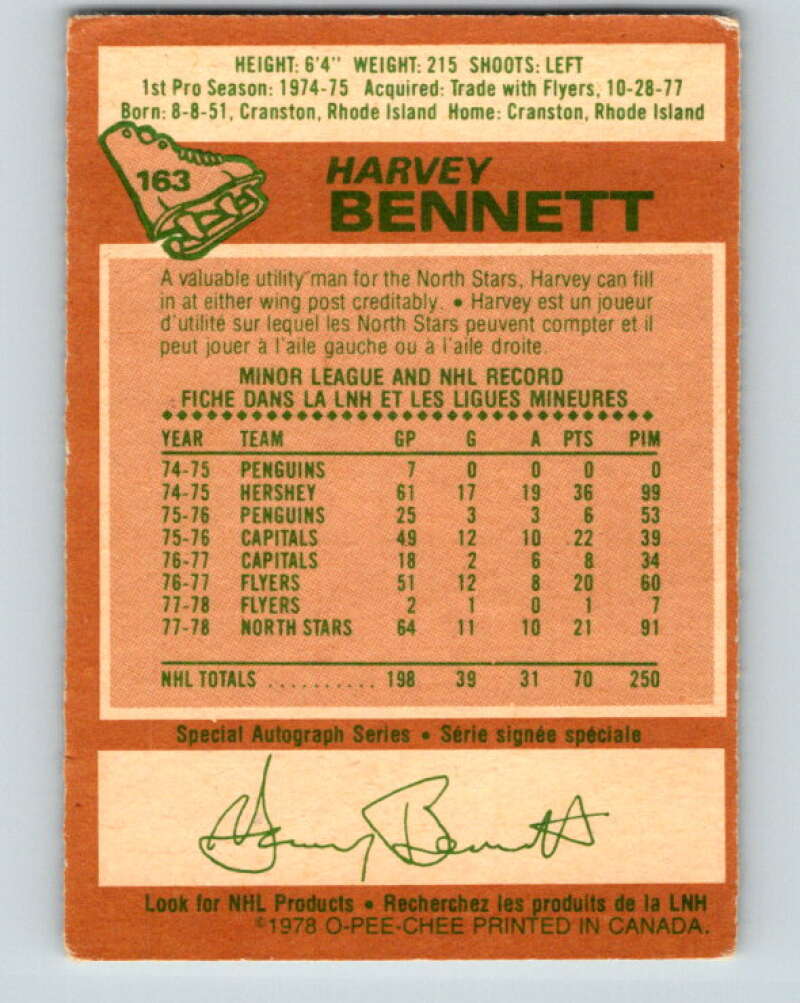 HEIGHT: 6'4" WEIGHT: 215 SHOOTS: LEFT
1st Pro Season: 1974-75 Acquired: Trade with Flyers, 10-28-77
Born: 8-8-51, Cranston, Rhode Island Home: Cranston, Rhode Island
163
HARVEY
BENNETT
A valuable utility man for the North Stars, Harvey can fill
in at either wing post creditably. • Harvey est un joueur
d'utilité sur lequel les North Stars peuvent compter et il
peut jouer à l'aile gauche ou à l'aile droite.
MINOR LEAGUE AND NHL RECORD
FICHE DANS LA LNH ET LES LIGUES MINEURES
YEAR TEAM GP G A PTS PIM
74-75 PENGUINS 7 0 0 0 0
74-75 HERSHEY 61 17 19 36 99
75-76 PENGUINS 25 3 3 6 53
75-76 CAPITALS 49 12 10 22 39
76-77 CAPITALS 18 2 6 8 34
76-77 FLYERS 51 12 8 20 60
77-78 FLYERS 2 1 0 1 7
77-78 NORTH STARS 64 11 10 21 91
NHL TOTALS .......... 198 39 31 70 250
Special Autograph Series • Série signée spéciale
Harvey Bennett
Look for NHL Products • Recherchez les produits de la LNH
©1978 O-PEE-CHEE PRINTED IN CANADA.